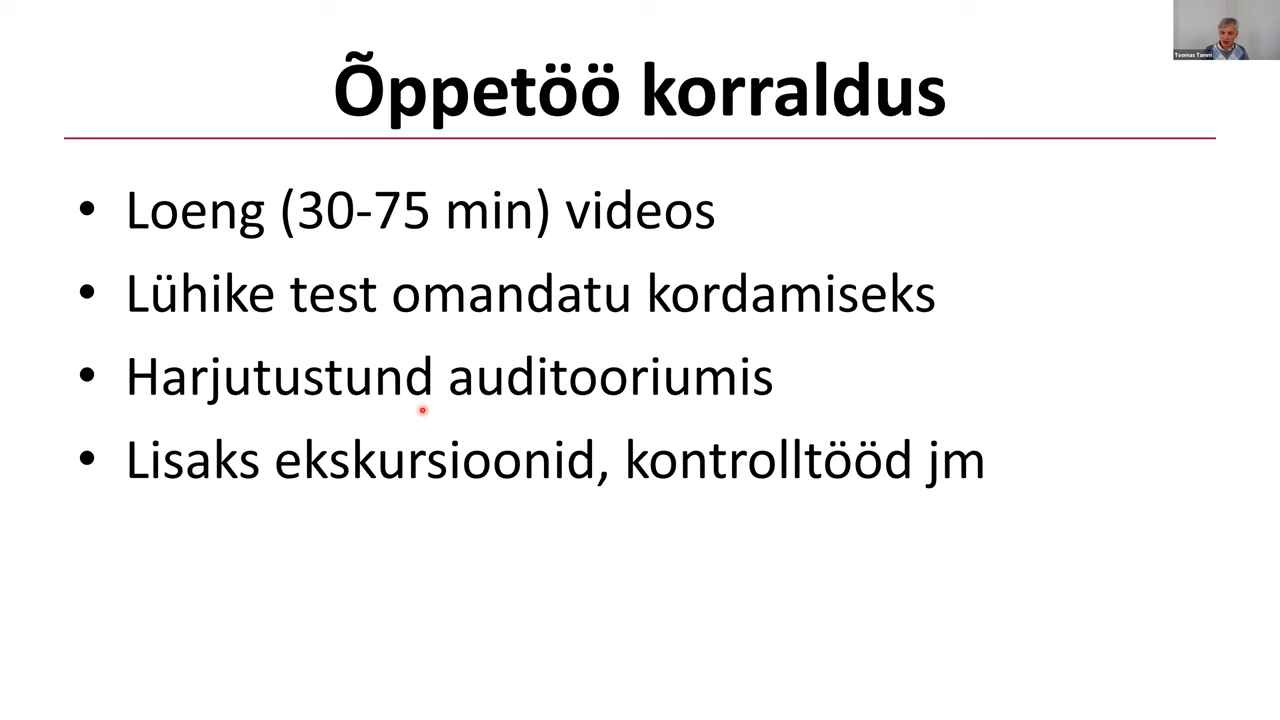 Õppetöö korraldus
Toomas Tamm
• Loeng (30-75 min) videos
• Lühike test omandatu kordamiseks
• Harjutustund auditooriumis
• Lisaks ekskursioonid, kontrolltööd jm